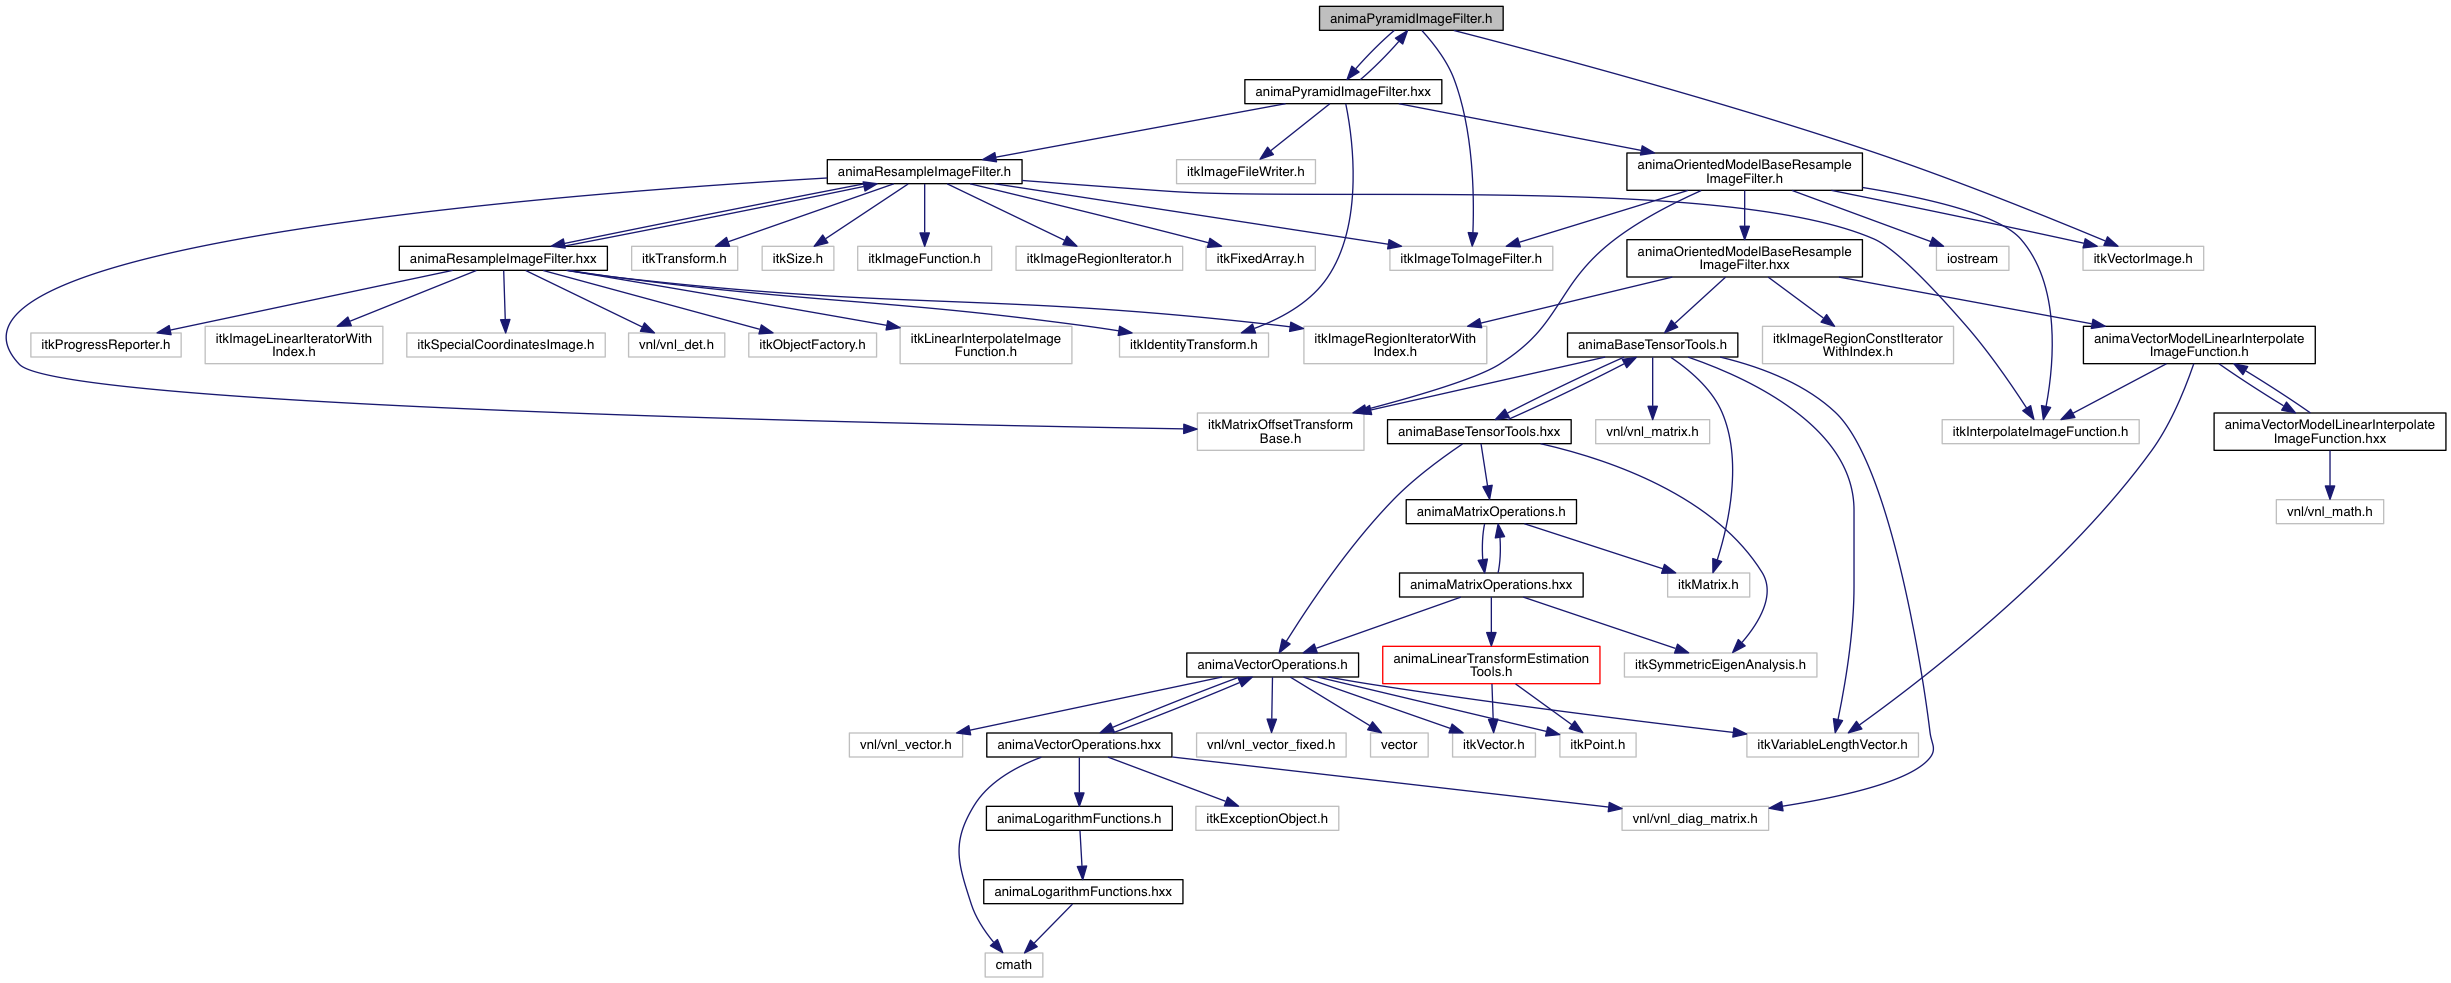 animaPyramidImageFilter.h
animaPyramidImageFilter.hxx
animaResampleImageFilter.h
itkImageFileWriter.h
animaOrientedModelBaseResample
ImageFilter.h
animaResampleImageFilter.hxx
itkTransform.h
itkSize.h
itkImageFunction.h
itkImageRegionIterator.h
itkFixedArray.h
itkImageToImageFilter.h
animaOrientedModelBaseResample
ImageFilter.hxx
iostream
itkVectorImage.h
itkProgressReporter.h
itkImageLinearIteratorWith
Index.h
itkSpecialCoordinatesImage.h
vnl/vnl_det.h
itkObjectFactory.h
itkLinearInterpolateImage
Function.h
itkIdentityTransform.h
itkImageRegionIteratorWith
Index.h
animaBaseTensorTools.h
itkImageRegionConstIterator
WithIndex.h
animaVectorModelLinearInterpolate
ImageFunction.h
itkMatrixOffsetTransform
Base.h
animaBaseTensorTools.hxx
vnl/vnl_matrix.h
itkInterpolateImageFunction.h
animaVectorModelLinearInterpolate
ImageFunction.hxx
animaMatrixOperations.h
vnl/vnl_math.h
animaMatrixOperations.hxx
itkMatrix.h
animaVectorOperations.h
animaLinearTransformEstimation
Tools.h
itkSymmetricEigenAnalysis.h
vnl/vnl_vector.h
animaVectorOperations.hxx
vnl/vnl_vector_fixed.h
vector
itkVector.h
itkPoint.h
itkVariableLengthVector.h
animaLogarithmFunctions.h
itkExceptionObject.h
vnl/vnl_diag_matrix.h
animaLogarithmFunctions.hxx
cmath